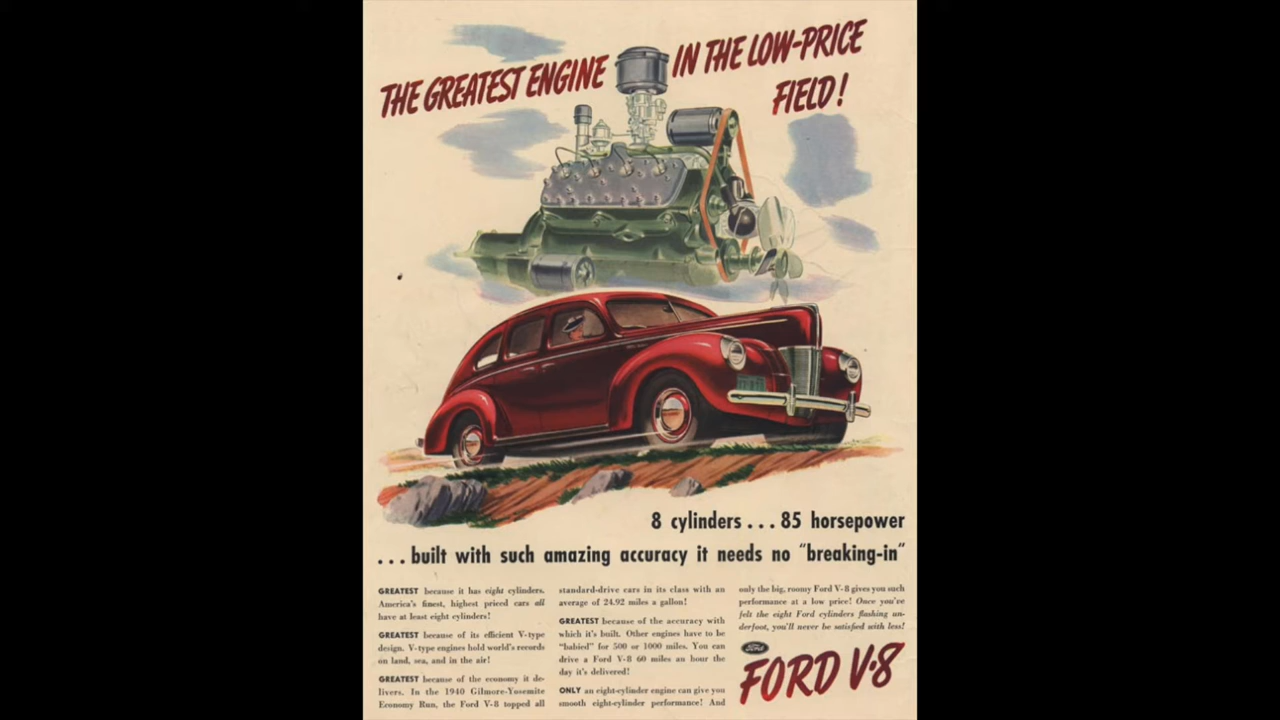 THE GREATEST ENGINE IN THE LOW-PRICE
FIELD!
8 cylinders...85 horsepower
...built with such amazing accuracy it needs no "breaking-in"
GREATEST because it has eight cylinders.
America's finest, highest priced cars all
have at least eight cylinders!
GREATEST because of its efficient V-type
design. V-type engines hold world's records
on land, sea, and in the air!
GREATEST because of the economy it de-
livers. In the 1940 Gilmore-Yosemite
Economy Run, the Ford V-8 topped all
standard-drive cars in its class with an
average of 24.92 miles a gallon!
GREATEST because of the accuracy with
which it's built. Other engines have to be
"babied" for 500 or 1000 miles. You can
drive a Ford V-8 60 miles an hour the
day it's delivered!
ONLY an eight-cylinder engine can give you
smooth eight-cylinder performance! And
only the big, roomy Ford V-8 gives you such
performance at a low price! Once you've
felt the eight Ford cylinders flashing un-
derfoot, you'll never be satisfied with less!
Ford
FORD V-8